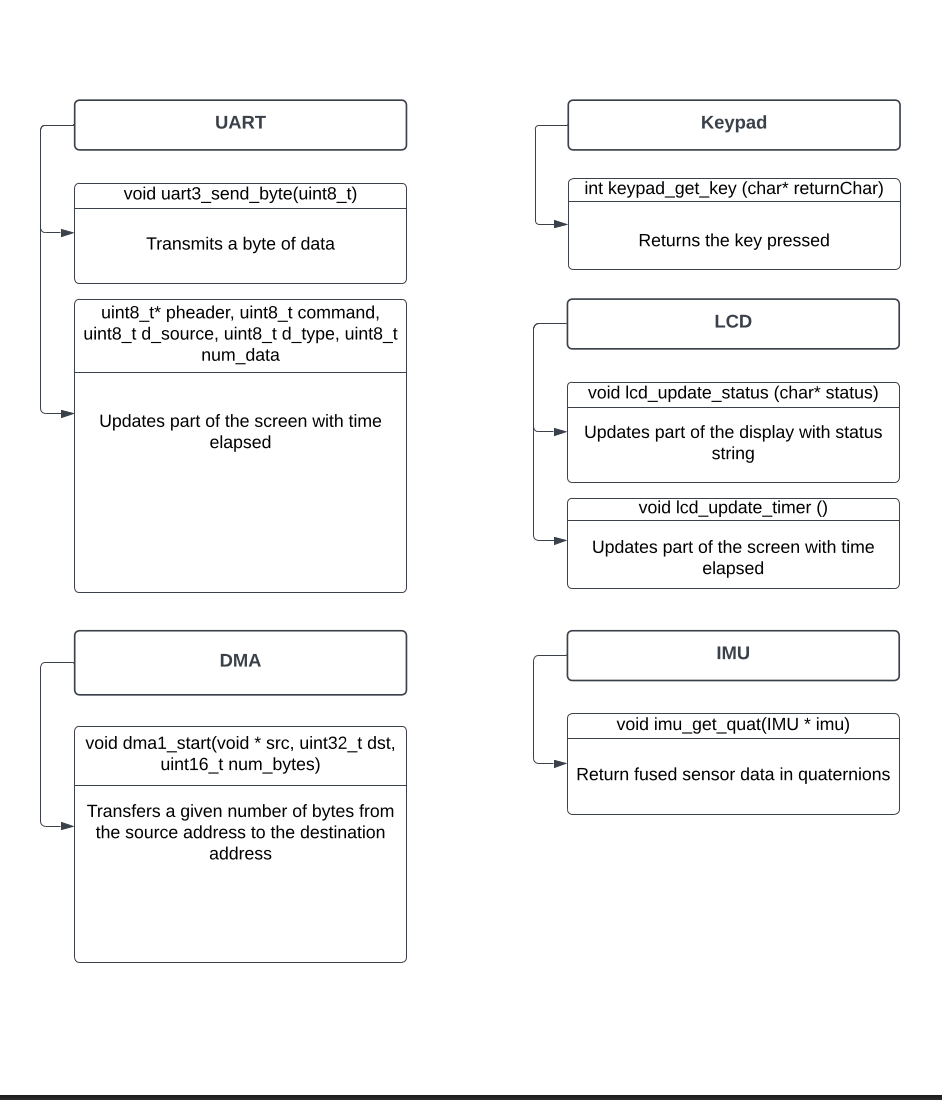 UART
void uart3_send_byte(uint8_t)
Transmits a byte of data
uint8_t* pheader, uint8_t command,
uint8_t d_source, uint8_t d_type, uint8_t
num_data
Updates part of the screen with time
elapsed
DMA
void dma1_start(void * src, uint32_t dst,
uint16_t num_bytes)
Transfers a given number of bytes from
the source address to the destination
address
Keypad
int keypad_get_key (char* returnChar)
Returns the key pressed
LCD
void lcd_update_status (char* status)
Updates part of the display with status
string
void lcd_update_timer ()
Updates part of the screen with time
elapsed
IMU
void imu_get_quat(IMU * imu)
Return fused sensor data in quaternions